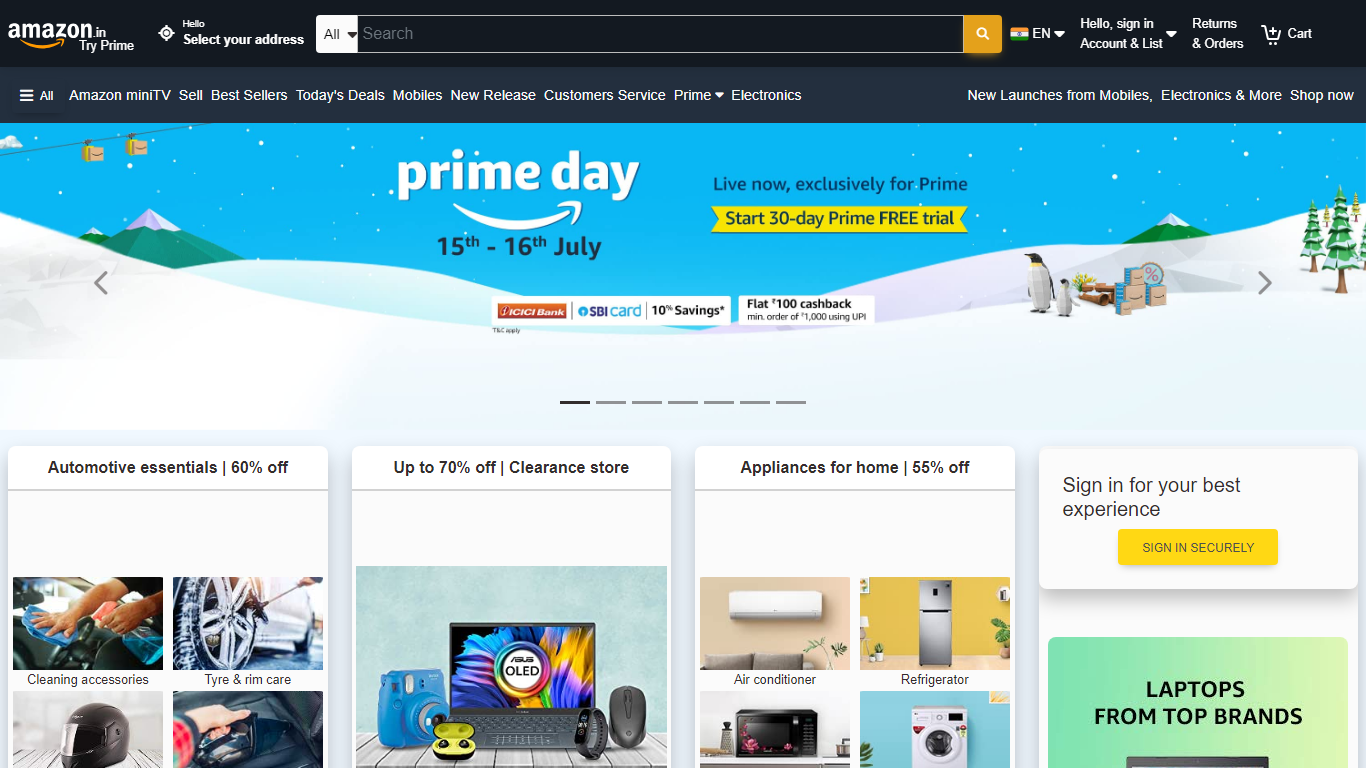 amazon.in
Try Prime
Hello
Select your address
All
Search
EN
Hello, sign in
Account & List
Returns
& Orders
Cart
All Amazon miniTV Sell Best Sellers Today's Deals Mobiles New Release Customers Service Prime Electronics
New Launches from Mobiles, Electronics & More Shop now
prime day
15th - 16th July
Live now, exclusively for Prime
Start 30-day Prime FREE trial
ICICI Bank SBI card 10% Savings*
T&C apply
Flat ₹100 cashback
min. order of ₹1,000 using UPI
%
Automotive essentials | 60% off
Cleaning accessories
Tyre & rim care
Up to 70% off | Clearance store
ASUS
OLED
Appliances for home | 55% off
Air conditioner
Refrigerator
Sign in for your best
experience
SIGN IN SECURELY
LAPTOPS
FROM TOP BRANDS